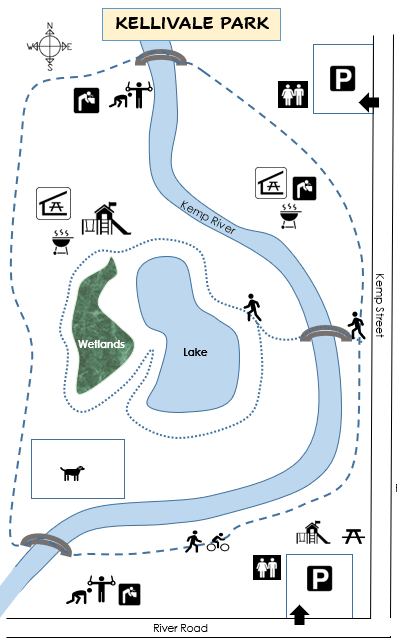 KELLIVALE PARK
N
W E
S
P
Kemp River
Kemp Street
Wetlands
Lake
P
River Road